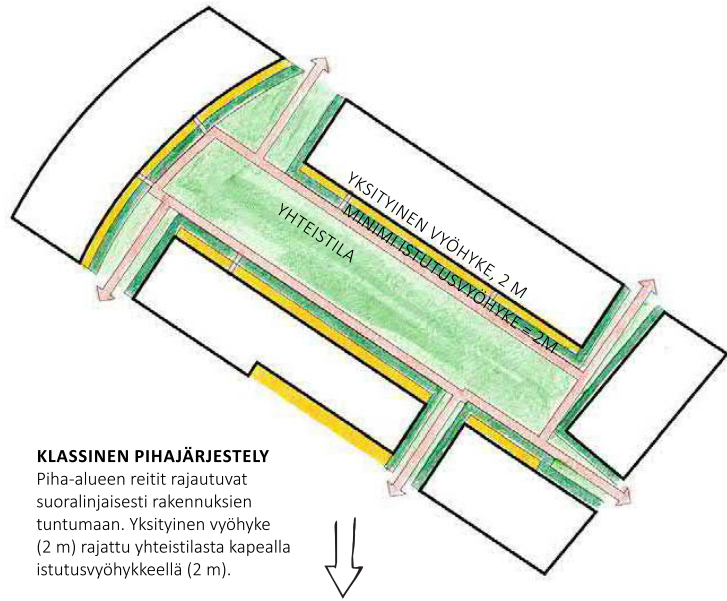 YKSITYINEN VYÖHYKE, 2 M
MINIMI ISTUTUSVYÖHYKE = 2M
YHTEISTILA
KLASSINEN PIHAJÄRJESTELY
Piha-alueen reitit rajautuvat
suoralinjaisesti rakennuksien
tuntumaan. Yksityinen vyöhyke
(2 m) rajattu yhteistilasta kapealla
istutusvyöhykkeellä (2 m).